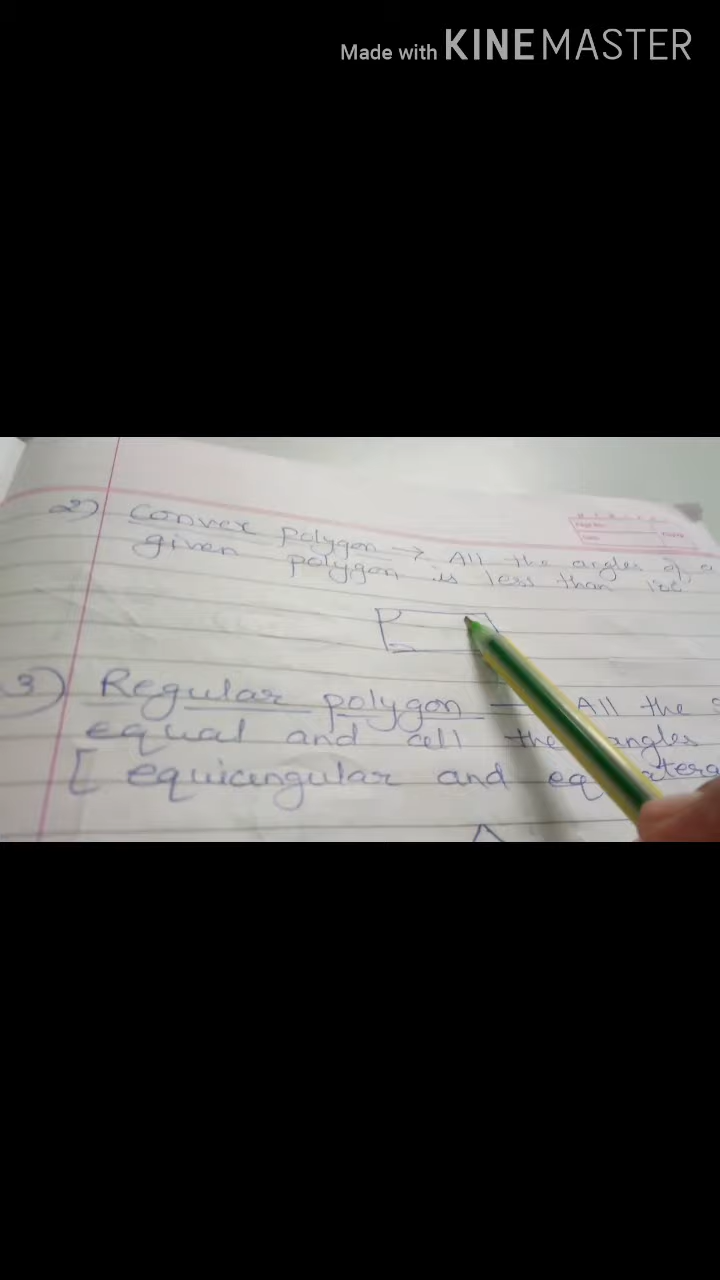 Made with KINEMASTER
2) Convex polygon → All the angles of a
given polygon is less than 180
3) Regular polygon — All the
equal and all the angles
[ equiangular and